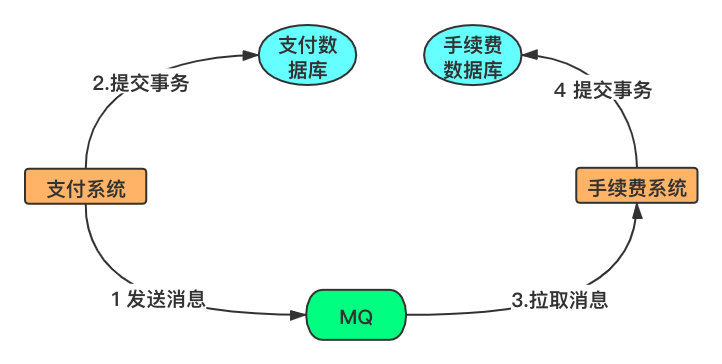 支付数
据库
手续费
数据库
2.提交事务
4 提交事务
支付系统
手续费系统
1 发送消息
3.拉取消息
MQ